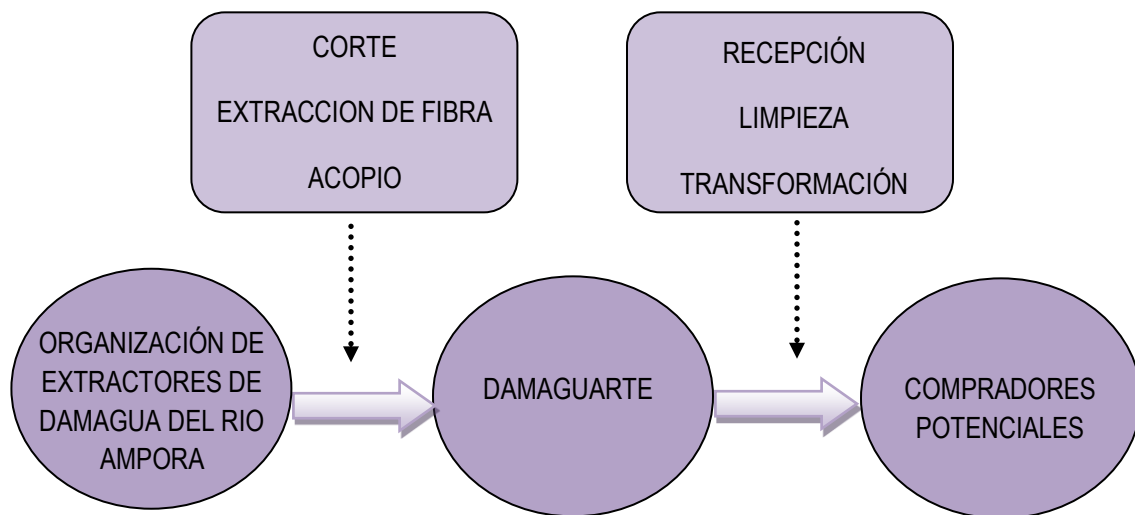 CORTE
EXTRACCION DE FIBRA
ACOPIO
RECEPCIÓN
LIMPIEZA
TRANSFORMACIÓN
ORGANIZACIÓN DE
EXTRACTORES DE
DAMAGUA DEL RIO
AMPORA
DAMAGUARTE
COMPRADORES
POTENCIALES